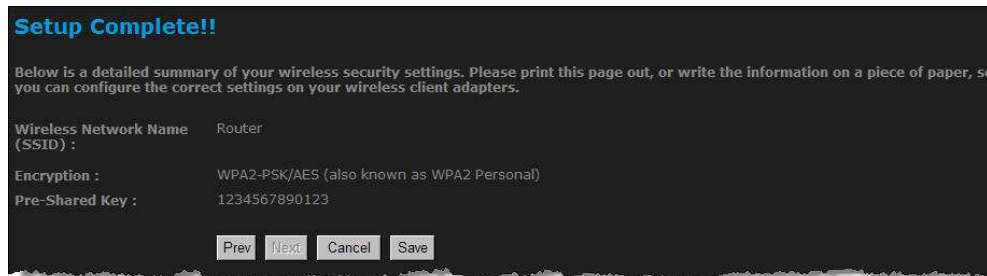 Setup Complete!!
Below is a detailed summary of your wireless security settings. Please print this page out, or write the information on a piece of paper,
you can configure the correct settings on your wireless client adapters.
Wireless Network Name
(SSID) :
Router
Encryption :
WPA2-PSK/AES (also known as WPA2 Personal)
Pre-Shared Key :
1234567890123
Prev Next Cancel Save